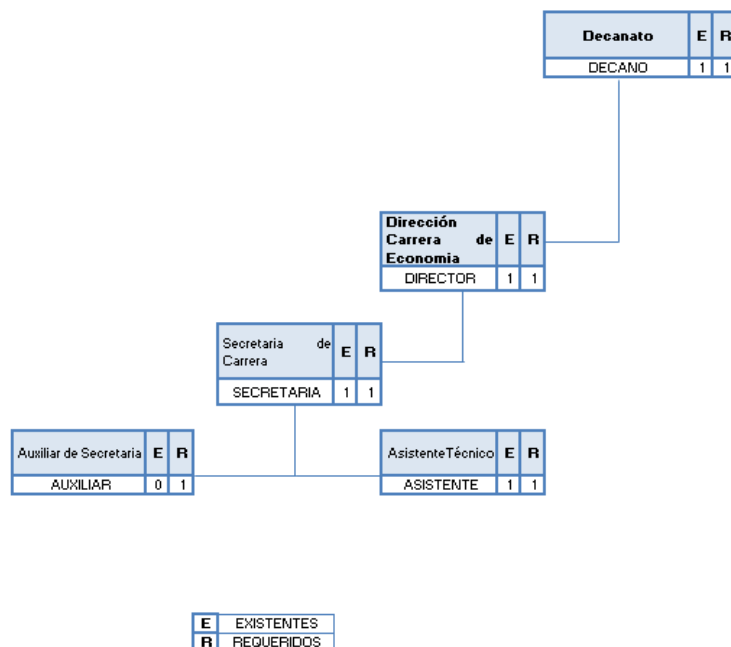 Decanato E R
DECANO 1 1
Dirección
Carrera de E R
Economia
DIRECTOR 1 1
Secretaria de
Carrera E R
SECRETARIA 1 1
Auxiliar de Secretaria E R
AUXILIAR 0 1
AsistenteTécnico E R
ASISTENTE 1 1
E EXISTENTES
R REQUERIDOS